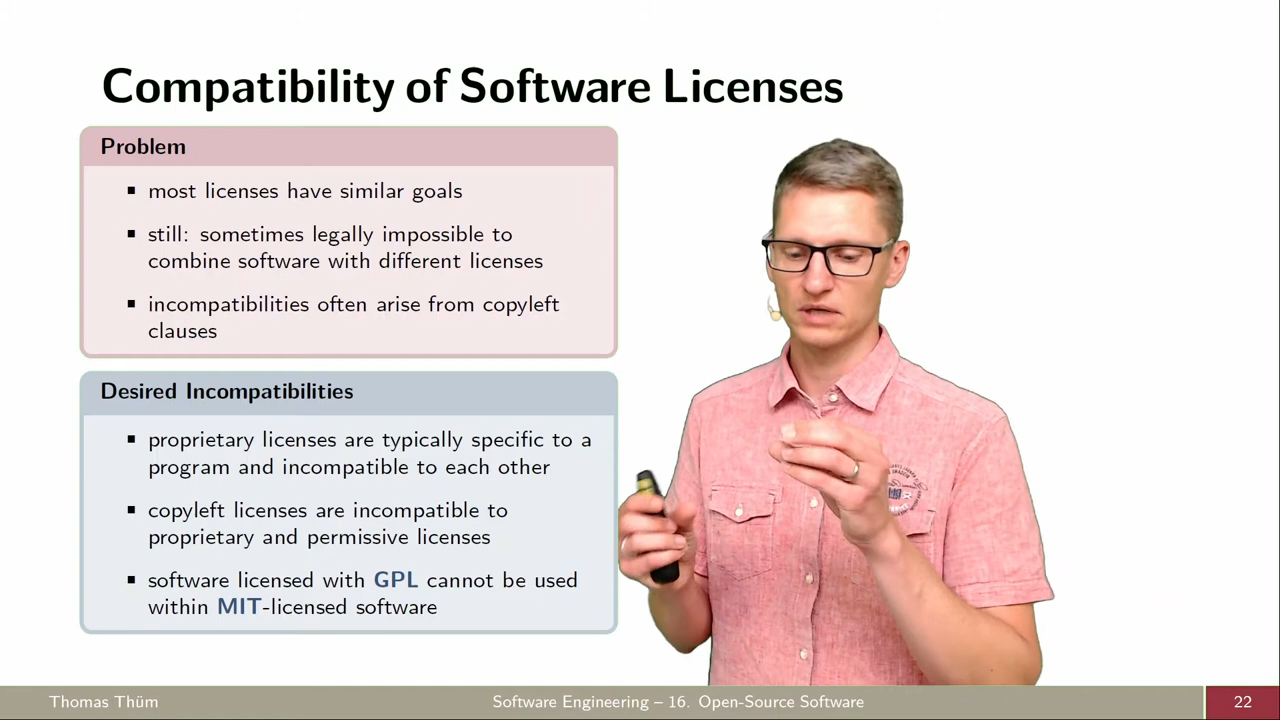 Compatibility of Software Licenses
Problem
▪ most licenses have similar goals
▪ still: sometimes legally impossible to
combine software with different licenses
▪ incompatibilities often arise from copyleft
clauses
Desired Incompatibilities
▪ proprietary licenses are typically specific to a
program and incompatible to each other
▪ copyleft licenses are incompatible to
proprietary and permissive licenses
▪ software licensed with GPL cannot be used
within MIT-licensed software
Thomas Thüm
Software Engineering – 16. Open-Source Software
22